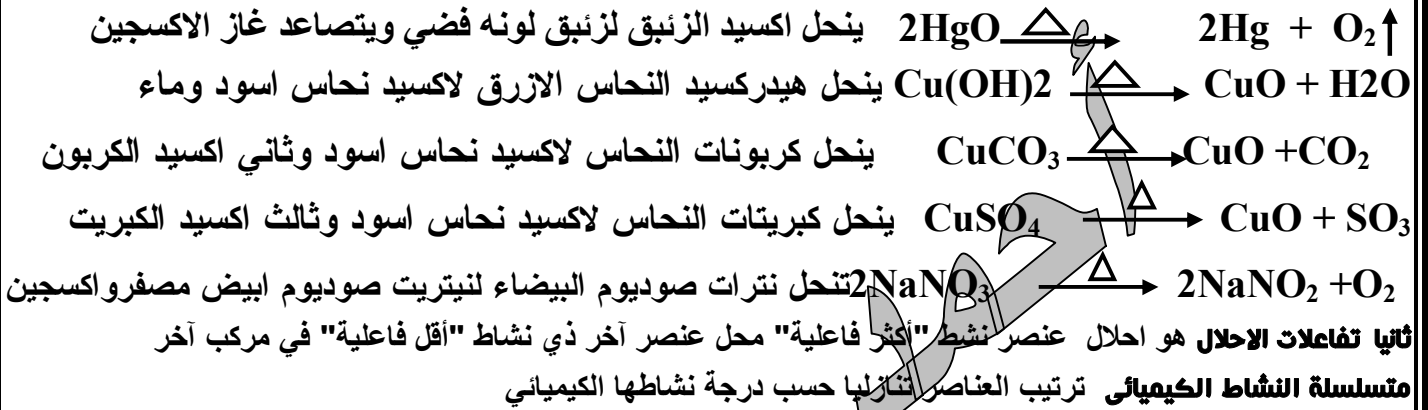 2HgO △→ 2Hg + O₂↑ ينحل اكسيد الزئبق لزئبق لونه فضي ويتصاعد غاز الاكسجين
Cu(OH)2 △→ CuO + H2O ينحل هيدركسيد النحاس الازرق لاكسيد نحاس اسود وماء
CuCO₃ △→ CuO +CO₂ ينحل كربونات النحاس لاكسيد نحاس اسود وثاني اكسيد الكربون
CuSO₄ △→ CuO + SO₃ ينحل كبريتات النحاس لاكسيد نحاس اسود وثالث اكسيد الكبريت
2NaNO₃ △→ 2NaNO₂ +O₂ تنحل نترات صوديوم البيضاء لنيتريت صوديوم ابيض مصفرواكسجين
ثانيا تفاعلات الاحلال هو احلال عنصر نشط "أكثر فاعلية" محل عنصر آخر ذي نشاط "أقل فاعلية" في مركب آخر
متسلسلة النشاط الكيميائى ترتيب العناصر تنازليا حسب درجة نشاطها الكيميائي